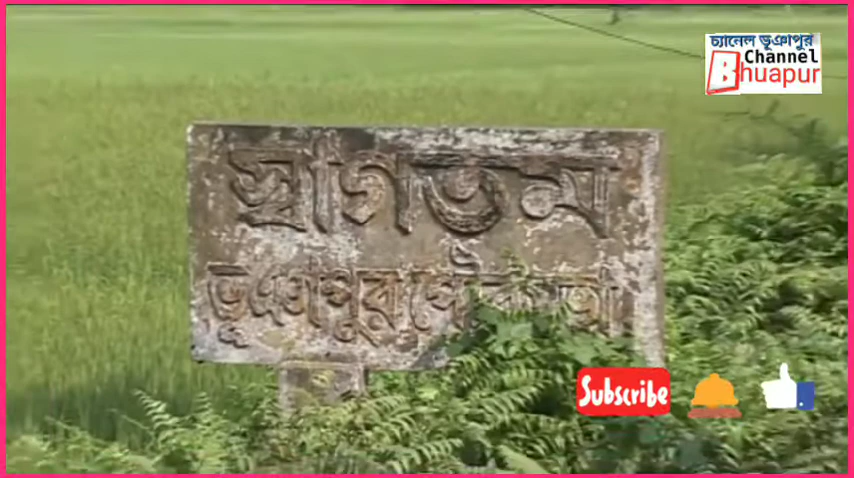 চ্যানেল ভূঞাপুর
Channel
Bhuapur
স্বাগতম
ভূঞাপুর পৌরসভা
Subscribe